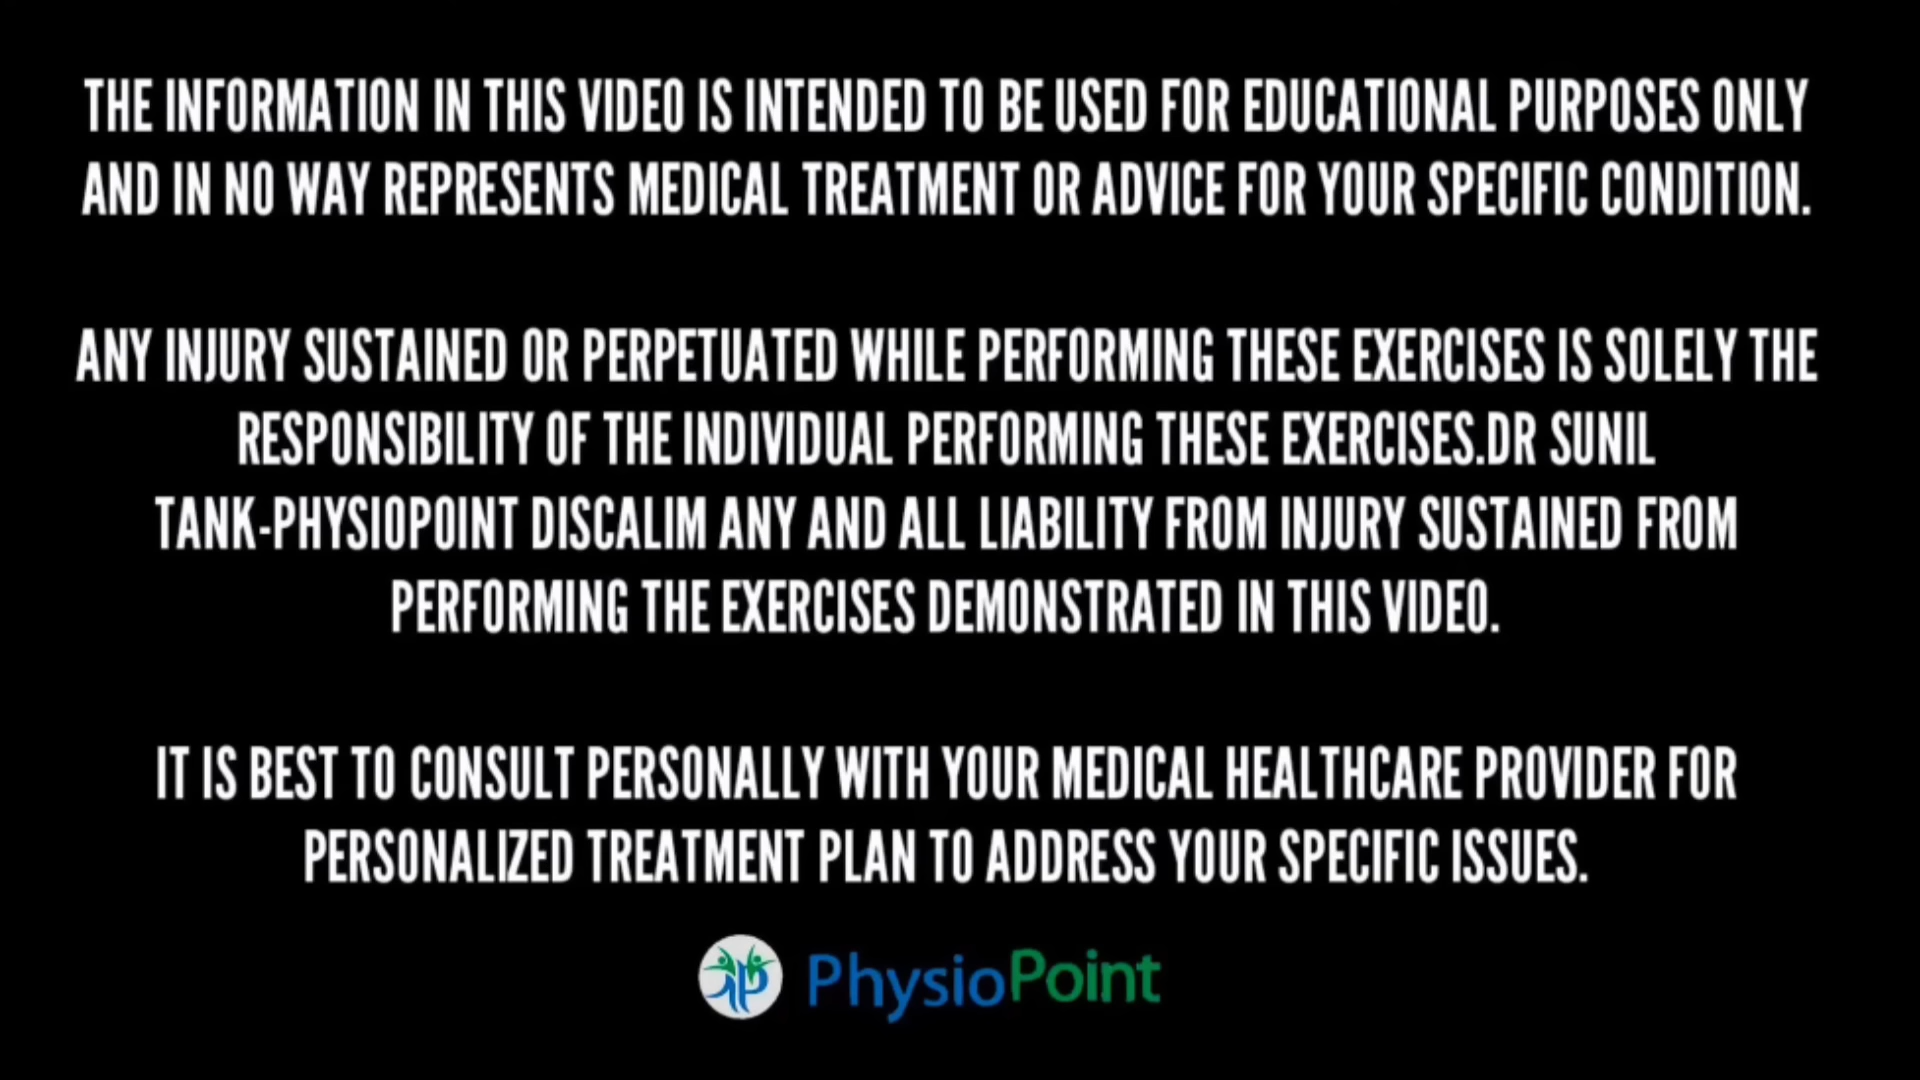 THE INFORMATION IN THIS VIDEO IS INTENDED TO BE USED FOR EDUCATIONAL PURPOSES ONLY
AND IN NO WAY REPRESENTS MEDICAL TREATMENT OR ADVICE FOR YOUR SPECIFIC CONDITION.
ANY INJURY SUSTAINED OR PERPETUATED WHILE PERFORMING THESE EXERCISES IS SOLELY THE
RESPONSIBILITY OF THE INDIVIDUAL PERFORMING THESE EXERCISES.DR SUNIL
TANK-PHYSIOPOINT DISCALIM ANY AND ALL LIABILITY FROM INJURY SUSTAINED FROM
PERFORMING THE EXERCISES DEMONSTRATED IN THIS VIDEO.
IT IS BEST TO CONSULT PERSONALLY WITH YOUR MEDICAL HEALTHCARE PROVIDER FOR
PERSONALIZED TREATMENT PLAN TO ADDRESS YOUR SPECIFIC ISSUES.
PhysioPoint